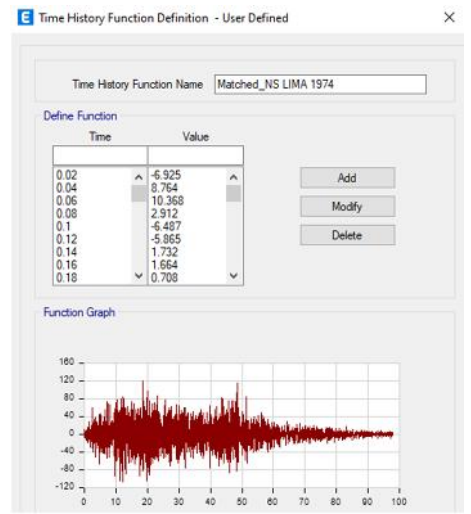 E Time History Function Definition - User Defined
Time History Function Name Matched_NS LIMA 1974
Define Function
Time Value
0.02 -6.925
0.04 8.764
0.06 10.368
0.08 2.912
0.1 -6.487
0.12 -5.865
0.14 1.732
0.16 1.664
0.18 0.708
Add
Modify
Delete
Function Graph
160
120
80
40
0
-40
-80
-120
0 10 20 30 40 50 60 70 80 90 100